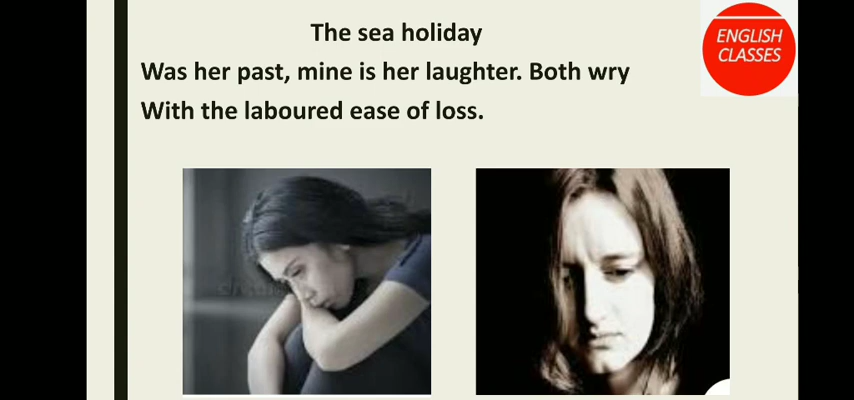 The sea holiday
Was her past, mine is her laughter. Both wry
With the laboured ease of loss.
ENGLISH
CLASSES